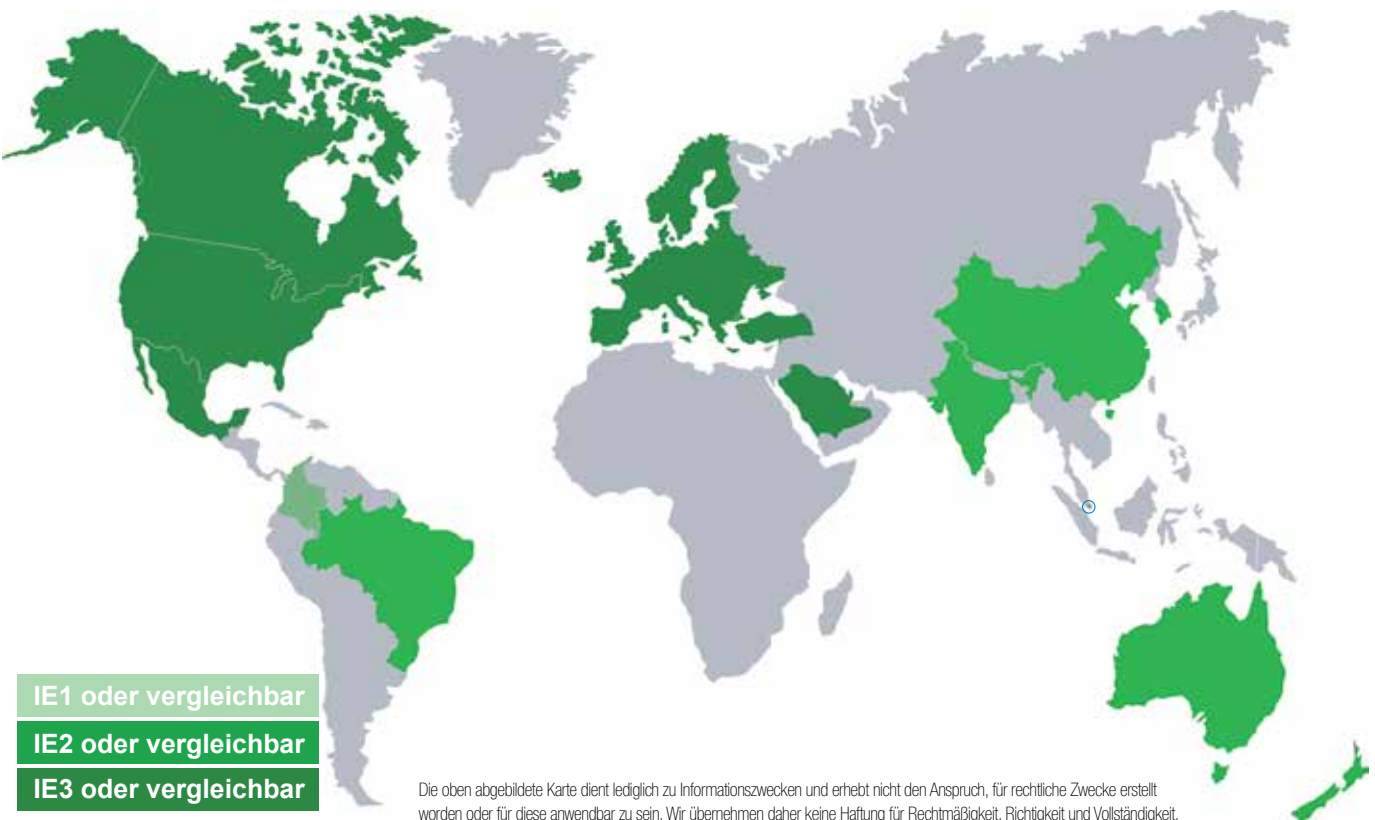 IE1 oder vergleichbar
IE2 oder vergleichbar
IE3 oder vergleichbar
Die oben abgebildete Karte dient lediglich zu Informationszwecken und erhebt nicht den Anspruch, für rechtliche Zwecke erstellt
worden oder für diese anwendbar zu sein. Wir übernehmen daher keine Haftung für Rechtmäßigkeit, Richtigkeit und Vollständigkeit.